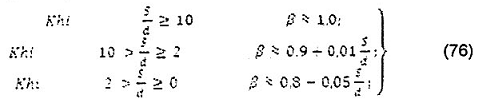 Khi s/d ≥ 10 β ≈ 1.0;
Khi 10 > s/d ≥ 2 β ≈ 0.9 + 0.01 s/d; (76)
Khi 2 > s/d ≥ 0 β ≈ 0.8 − 0.05 s/d;